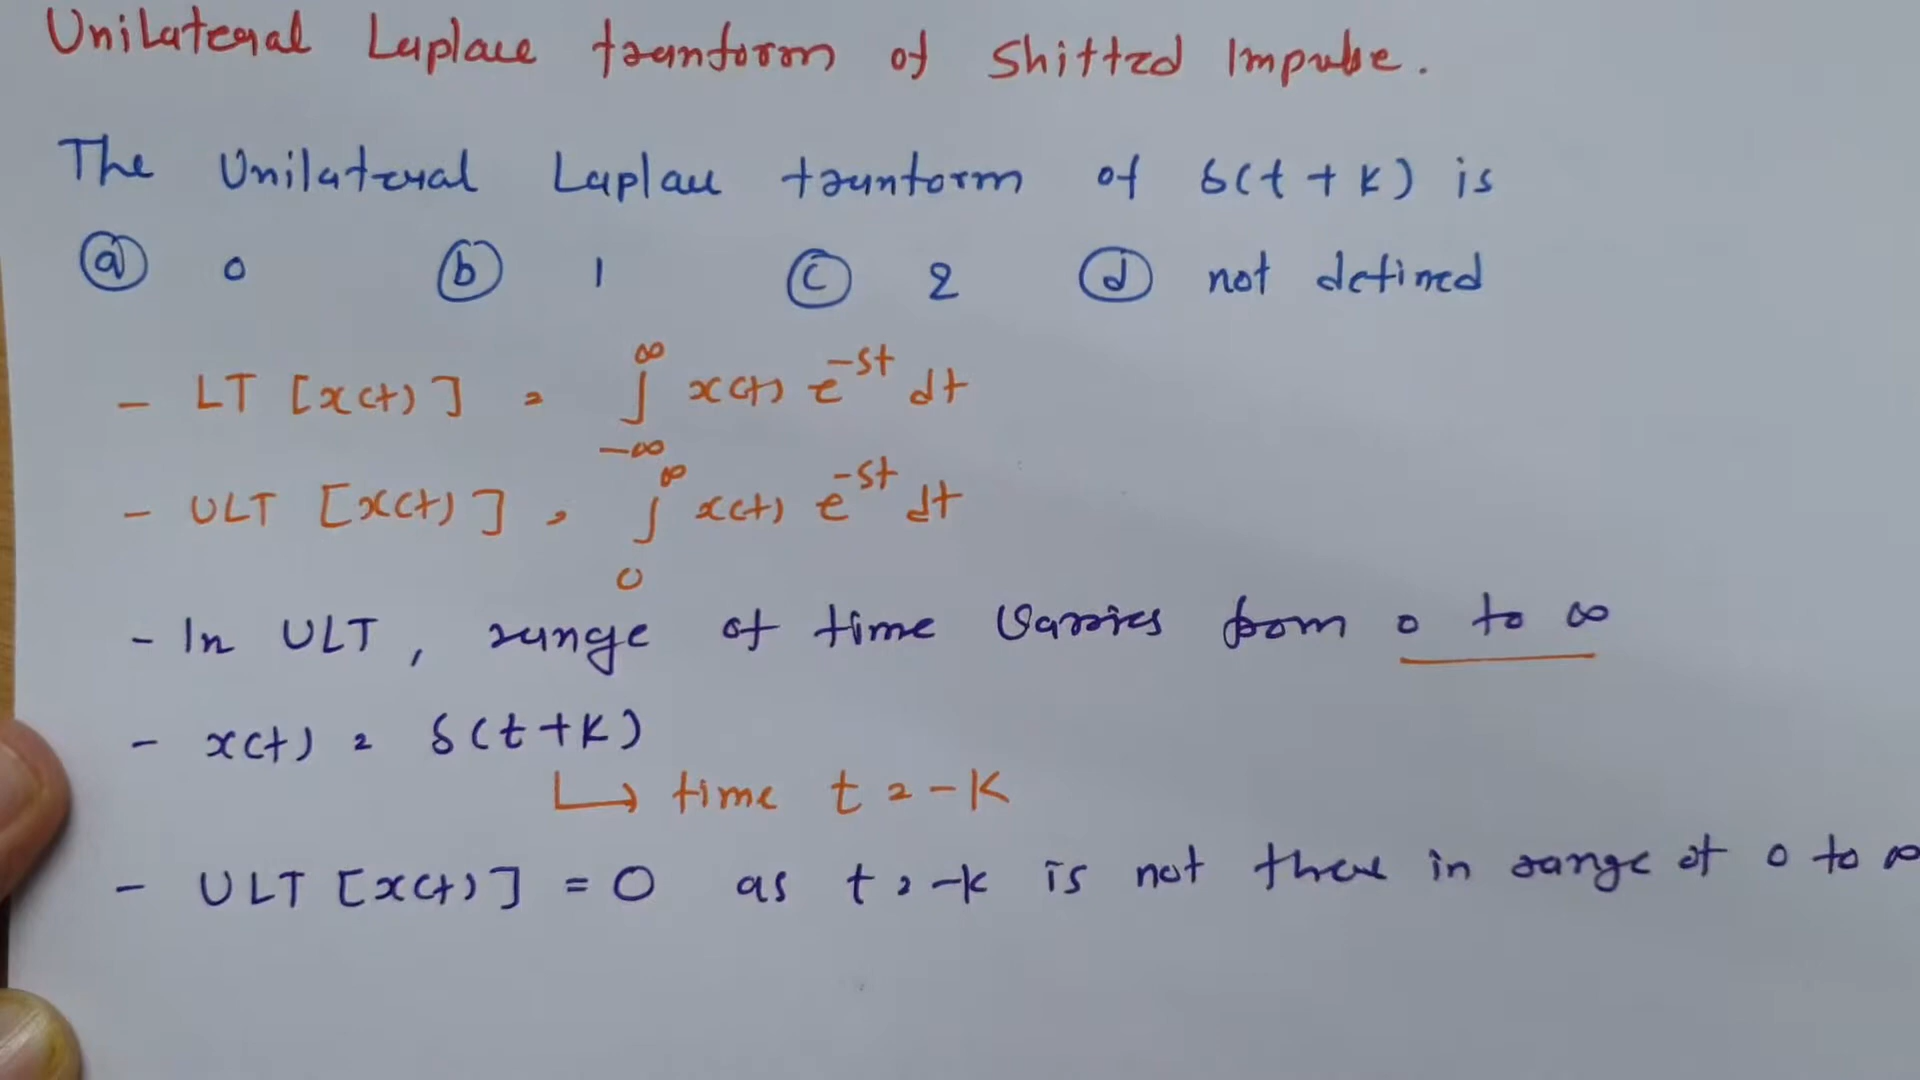 Unilateral Laplace transform of Shifted Impulse.
The Unilateral Laplace transform of δ(t+k) is
(a) 0 (b) 1 (c) 2 (d) not defined
- LT [x(t)] = ∫_{-∞}^{∞} x(t) e^{-st} dt
- ULT [x(t)] = ∫_{0}^{∞} x(t) e^{-st} dt
- In ULT, range of time varries from 0 to ∞
- x(t) = δ(t+k)
↳ time t = -k
- ULT [x(t)] = 0 as t = -k is not there in range of 0 to ∞